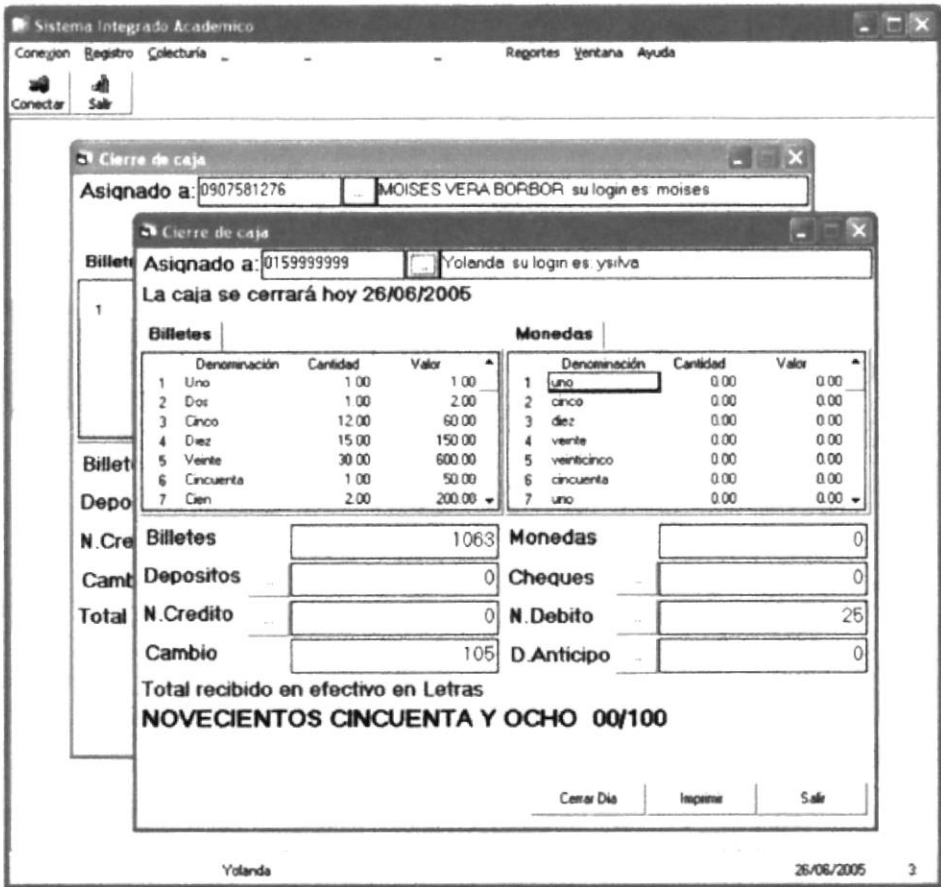 Sistema Integrado Academico
Conexion Registro Colecturía Reportes Ventana Ayuda
Conectar Salir
Cierre de caja
Asignado a: 0907581276 ... MOISES VERA BORBOR su login es: moises
Cierre de caja
Billet
Asignado a: 0159999999 ... Yolanda su login es: ysilva
La caja se cerrará hoy 26/06/2005
1
Billetes Monedas
Denominación Cantidad Valor Denominación Cantidad Valor
1 Uno 1.00 1.00 1 uno 0.00 0.00
2 Dos 1.00 2.00 2 cinco 0.00 0.00
3 Cinco 12.00 60.00 3 diez 0.00 0.00
4 Diez 15.00 150.00 4 veinte 0.00 0.00
5 Veinte 30.00 600.00 5 veinticinco 0.00 0.00
6 Cincuenta 1.00 50.00 6 cincuenta 0.00 0.00
7 Cien 2.00 200.00 7 uno 0.00 0.00
Billet
Billetes 1063 Monedas 0
Depo
Depositos ... 0 Cheques ... 0
N.Cre
N.Credito ... 0 N.Debito ... 25
Camb
Cambio 105 D.Anticipo ... 0
Total
Total recibido en efectivo en Letras
NOVECIENTOS CINCUENTA Y OCHO 00/100
Cerrar Dia Imprimir Salir
Yolanda 26/06/2005 3: